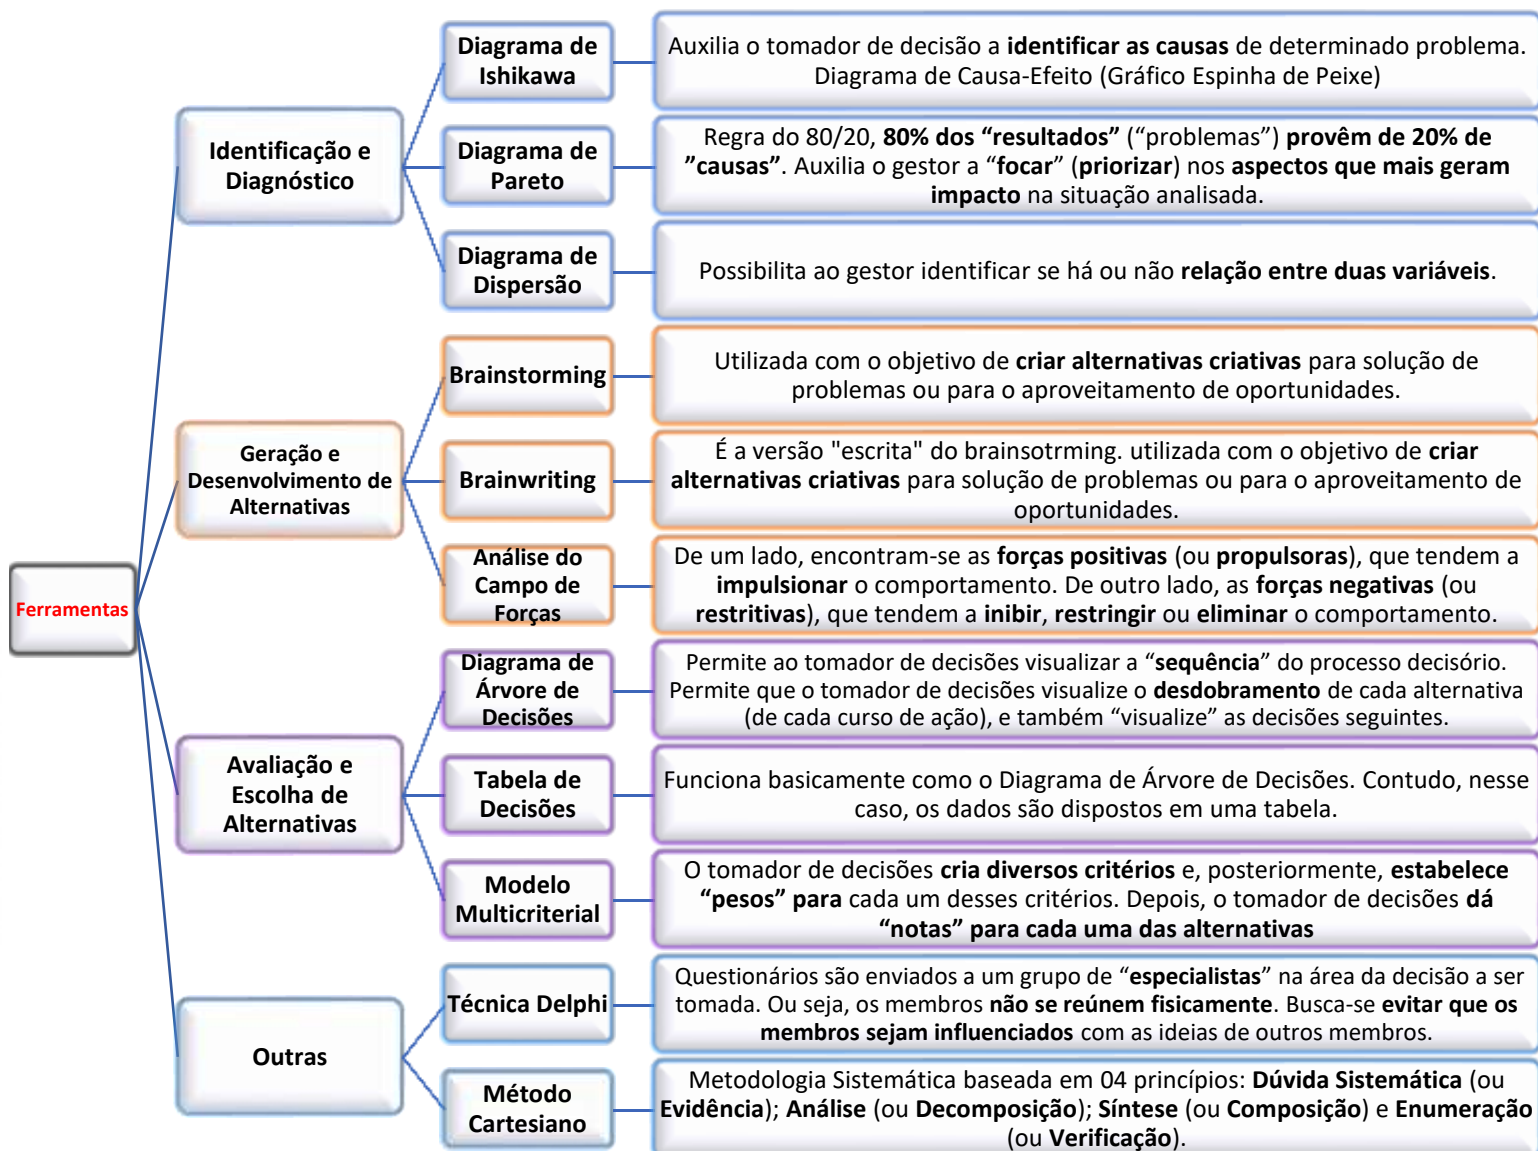 Ferramentas
Identificação e
Diagnóstico
Diagrama de
Ishikawa
Auxilia o tomador de decisão a identificar as causas de determinado problema.
Diagrama de Causa-Efeito (Gráfico Espinha de Peixe)
Diagrama de
Pareto
Regra do 80/20, 80% dos “resultados” (“problemas”) provêm de 20% de
”causas”. Auxilia o gestor a “focar” (priorizar) nos aspectos que mais geram
impacto na situação analisada.
Diagrama de
Dispersão
Possibilita ao gestor identificar se há ou não relação entre duas variáveis.
Geração e
Desenvolvimento de
Alternativas
Brainstorming
Utilizada com o objetivo de criar alternativas criativas para solução de
problemas ou para o aproveitamento de oportunidades.
Brainwriting
É a versão "escrita" do brainsotrming. utilizada com o objetivo de criar
alternativas criativas para solução de problemas ou para o aproveitamento de
oportunidades.
Análise do
Campo de
Forças
De um lado, encontram-se as forças positivas (ou propulsoras), que tendem a
impulsionar o comportamento. De outro lado, as forças negativas (ou
restritivas), que tendem a inibir, restringir ou eliminar o comportamento.
Avaliação e
Escolha de
Alternativas
Diagrama de
Árvore de
Decisões
Permite ao tomador de decisões visualizar a “sequência” do processo decisório.
Permite que o tomador de decisões visualize o desdobramento de cada alternativa
(de cada curso de ação), e também “visualize” as decisões seguintes.
Tabela de
Decisões
Funciona basicamente como o Diagrama de Árvore de Decisões. Contudo, nesse
caso, os dados são dispostos em uma tabela.
Modelo
Multicriterial
O tomador de decisões cria diversos critérios e, posteriormente, estabelece
“pesos” para cada um desses critérios. Depois, o tomador de decisões dá
“notas” para cada uma das alternativas
Outras
Técnica Delphi
Questionários são enviados a um grupo de “especialistas” na área da decisão a ser
tomada. Ou seja, os membros não se reúnem fisicamente. Busca-se evitar que os
membros sejam influenciados com as ideias de outros membros.
Método
Cartesiano
Metodologia Sistemática baseada em 04 princípios: Dúvida Sistemática (ou
Evidência); Análise (ou Decomposição); Síntese (ou Composição) e Enumeração
(ou Verificação).